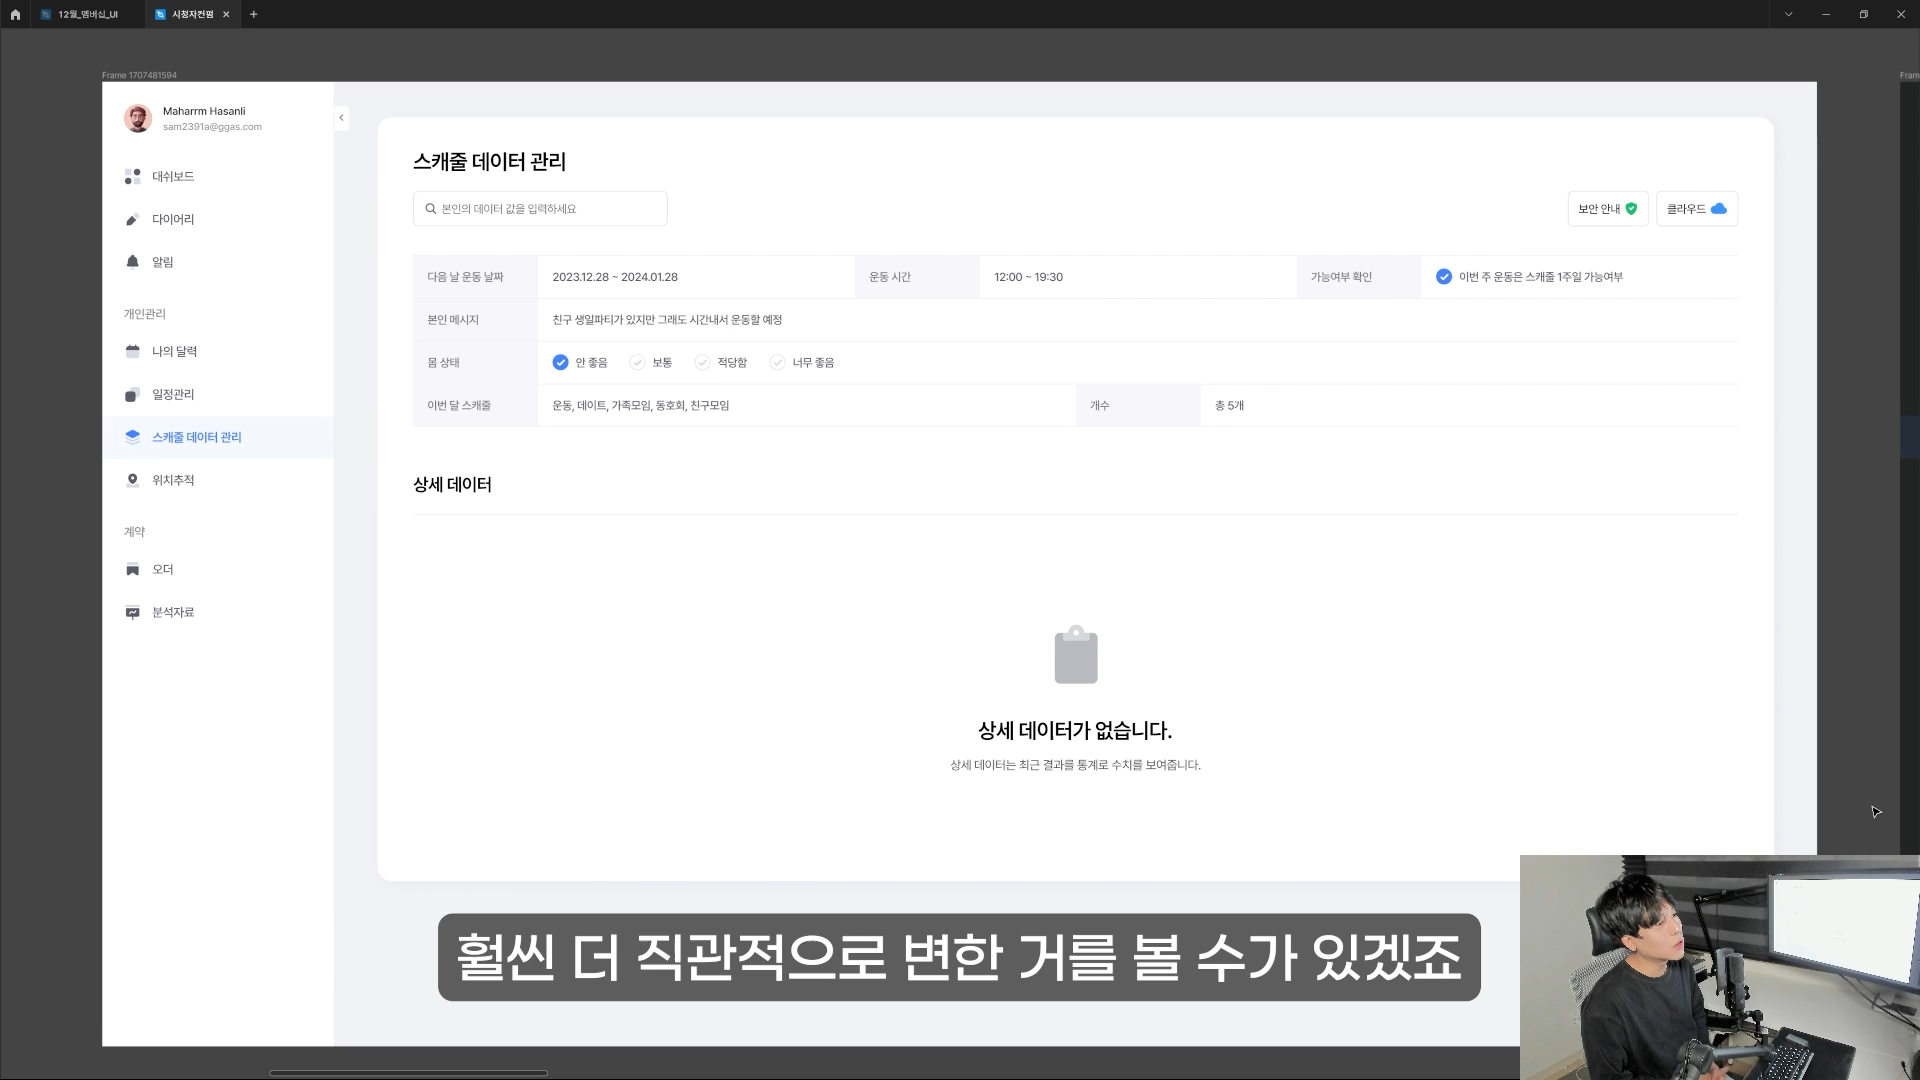 12월_멤버십_UI
시청자컨펌
Frame 1707481594
Fram
Maharrm Hasanli
sam2391a@ggas.com
대쉬보드
다이어리
알림
개인관리
나의 달력
일정관리
스캐줄 데이터 관리
위치추적
계약
오더
분석자료
스캐줄 데이터 관리
본인의 데이터 값을 입력하세요
보안 안내
클라우드
다음 날 운동 날짜 2023.12.28 ~ 2024.01.28 운동 시간 12:00 ~ 19:30 가능여부 확인 이번 주 운동은 스캐줄 1주일 가능여부
본인 메시지 친구 생일파티가 있지만 그래도 시간내서 운동할 예정
몸 상태 안 좋음 보통 적당함 너무 좋음
이번 달 스캐줄 운동, 데이트, 가족모임, 동호회, 친구모임 개수 총 5개
상세 데이터
상세 데이터가 없습니다.
상세 데이터는 최근 결과를 통계로 수치를 보여줍니다.
훨씬 더 직관적으로 변한 거를 볼 수가 있겠죠